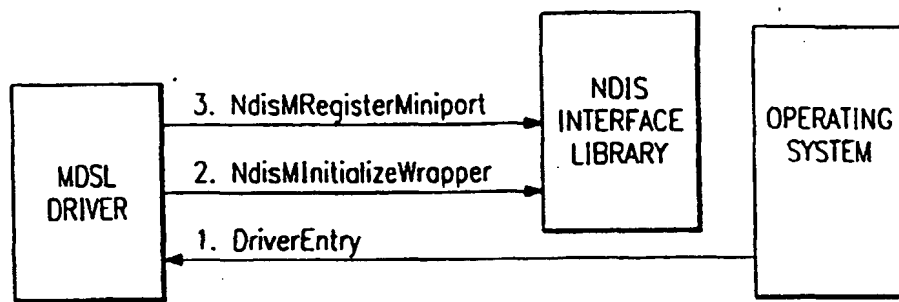 3. NdisMRegisterMiniport
2. NdisMInitializeWrapper
1. DriverEntry
MDSL
DRIVER
NDIS
INTERFACE
LIBRARY
OPERATING
SYSTEM